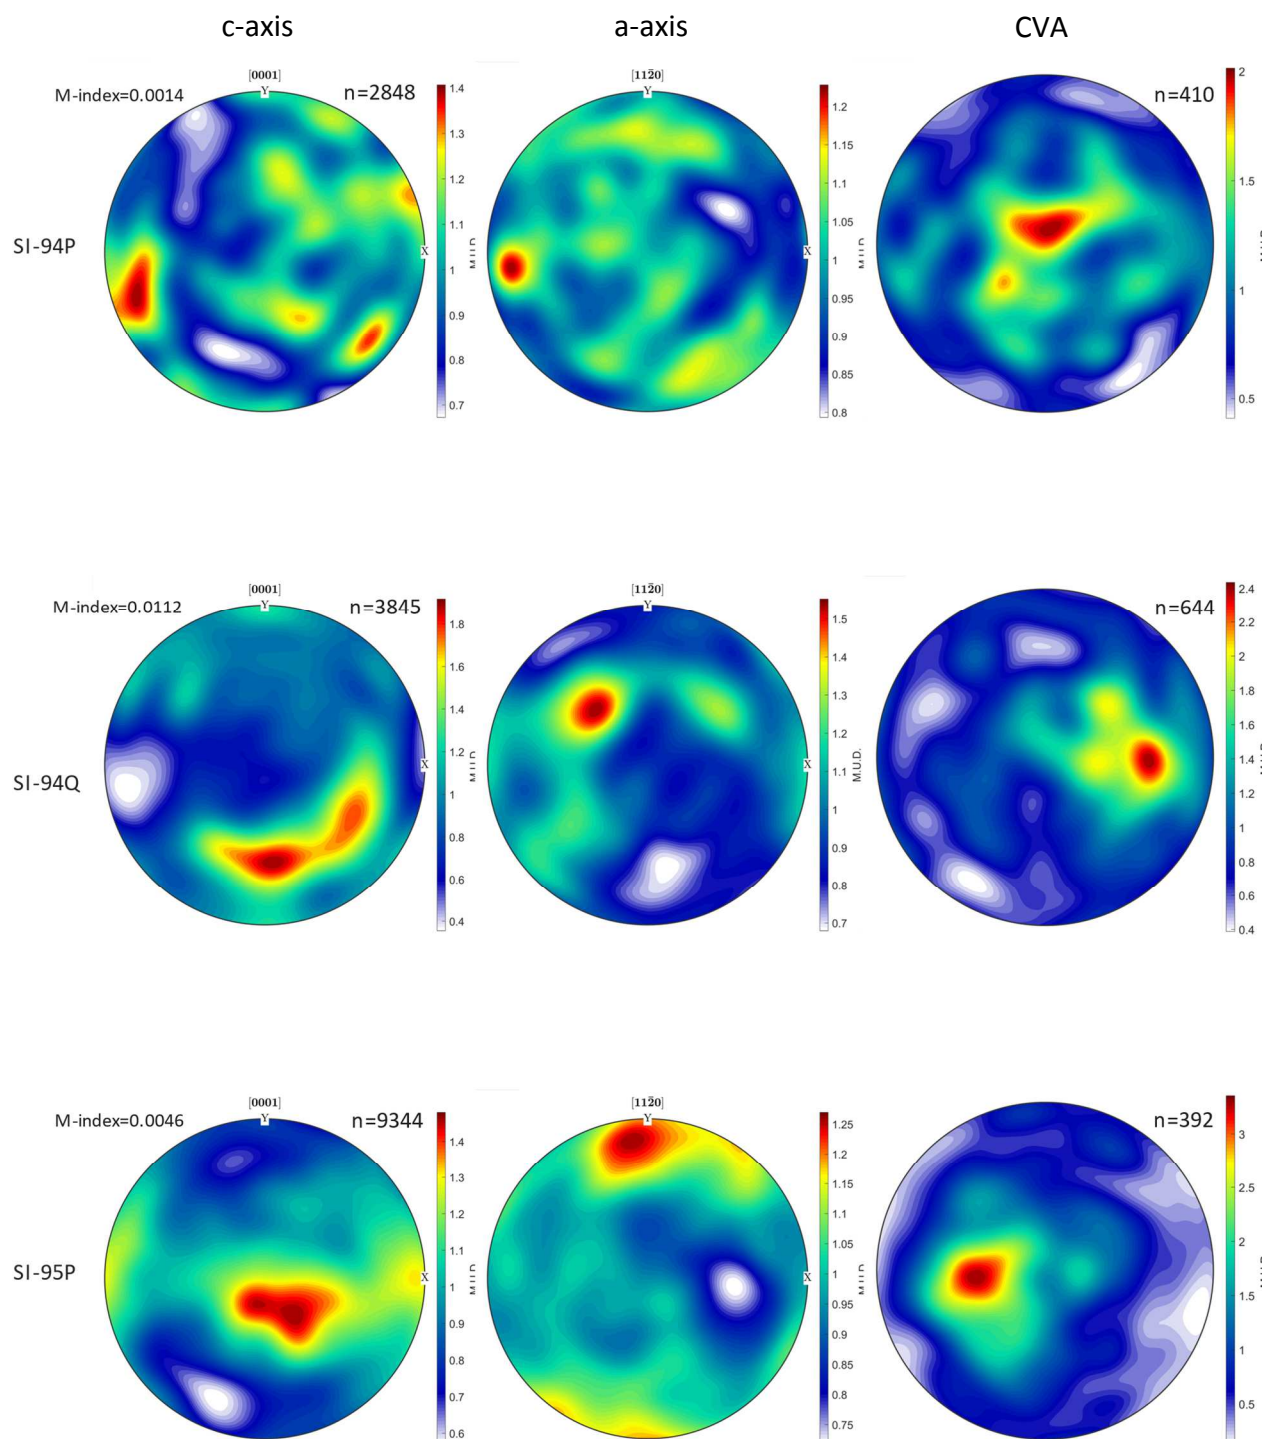 c-axis a-axis CVA
[0001] [112̄0]
M-index=0.0014 Y n=2848 Y n=410
1.4 1.3 1.2 1.1 1 0.9 0.8 0.7
1.2 1.15 1.1 1.05 1 0.95 0.9 0.85 0.8
2 1.5 1 0.5
SI-94P X X
[0001] [112̄0]
M-index=0.0112 Y n=3845 Y n=644
1.8 1.6 1.4 1.2 1 0.8 0.6 0.4
1.5 1.4 1.3 1.2 1.1 1 0.9 0.8 0.7
2.4 2.2 2 1.8 1.6 1.4 1.2 1 0.8 0.6 0.4
SI-94Q X X M.U.D.
[0001] [112̄0]
M-index=0.0046 Y n=9344 Y n=392
1.4 1.3 1.2 1.1 1 0.9 0.8 0.7 0.6
1.25 1.2 1.15 1.1 1.05 1 0.95 0.9 0.85 0.8 0.75
3 2.5 2 1.5 1 0.5
SI-95P X X